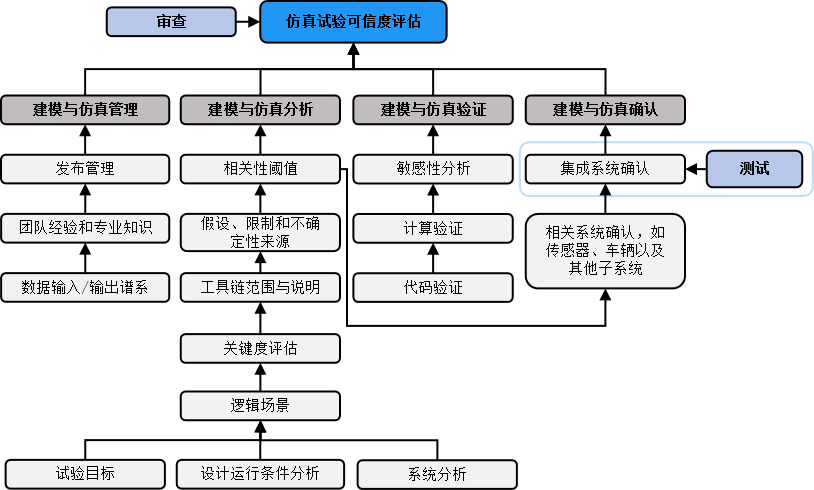 审查
仿真试验可信度评估
建模与仿真管理
建模与仿真分析
建模与仿真验证
建模与仿真确认
发布管理
相关性阈值
敏感性分析
集成系统确认
测试
团队经验和专业知识
假设、限制和不确
定性来源
计算验证
相关系统确认，如
传感器、车辆以及
其他子系统
数据输入/输出谱系
工具链范围与说明
代码验证
关键度评估
逻辑场景
试验目标
设计运行条件分析
系统分析